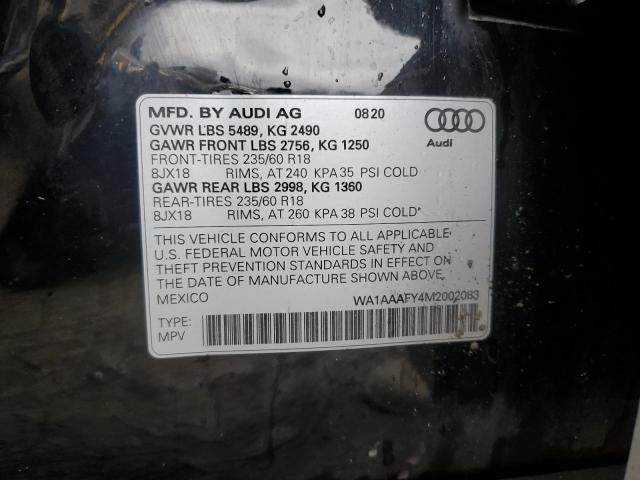 MFD. BY AUDI AG 0820
GVWR LBS 5489, KG 2490
GAWR FRONT LBS 2756, KG 1250
FRONT-TIRES 235/60 R18
8JX18 RIMS, AT 240 KPA 35 PSI COLD
GAWR REAR LBS 2998, KG 1360
REAR-TIRES 235/60 R18
8JX18 RIMS, AT 260 KPA 38 PSI COLD*
Audi
THIS VEHICLE CONFORMS TO ALL APPLICABLE
U.S. FEDERAL MOTOR VEHICLE SAFETY AND
THEFT PREVENTION STANDARDS IN EFFECT ON
THE DATE OF MANUFACTURE SHOWN ABOVE.
MEXICO WA1AAAFY4M2002083
TYPE:
MPV